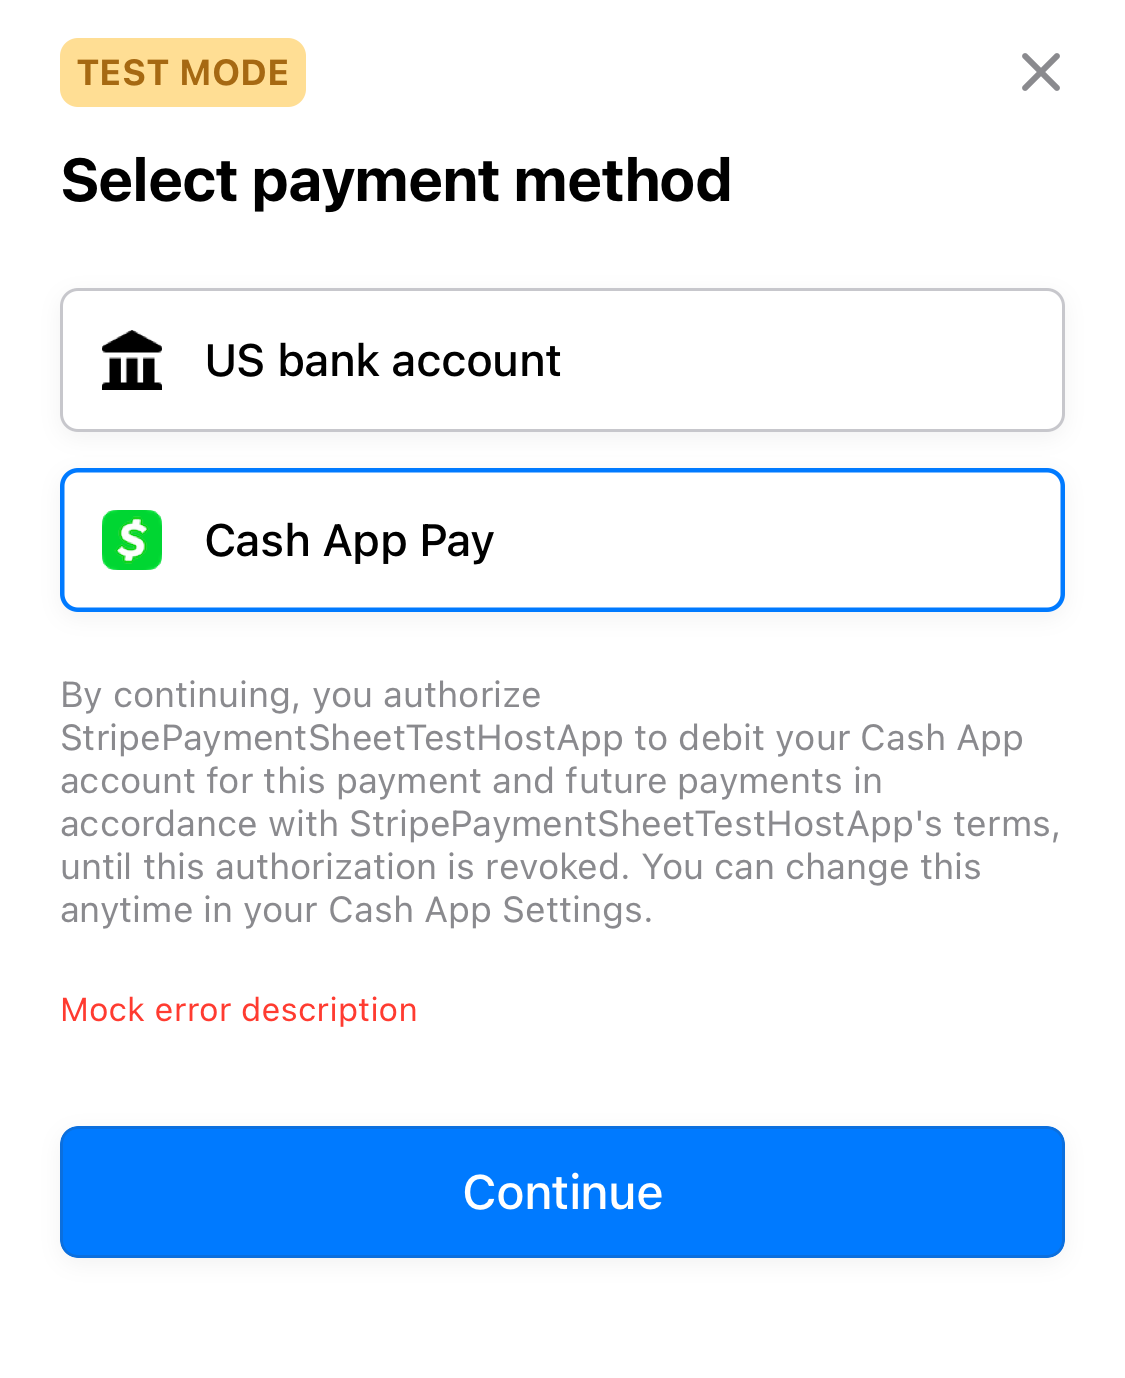 TEST MODE
Select payment method
US bank account
$ Cash App Pay
By continuing, you authorize
StripePaymentSheetTestHostApp to debit your Cash App
account for this payment and future payments in
accordance with StripePaymentSheetTestHostApp's terms,
until this authorization is revoked. You can change this
anytime in your Cash App Settings.
Mock error description
Continue